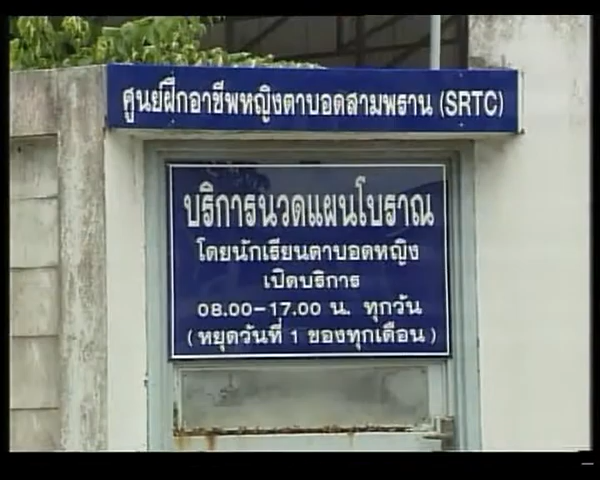 ศูนย์ฝึกอาชีพหญิงตาบอดสามพราน (SRTC)
บริการนวดแผนโบราณ
โดยนักเรียนตาบอดหญิง
เปิดบริการ
08.00-17.00 น. ทุกวัน
(หยุดวันที่ 1 ของทุกเดือน)